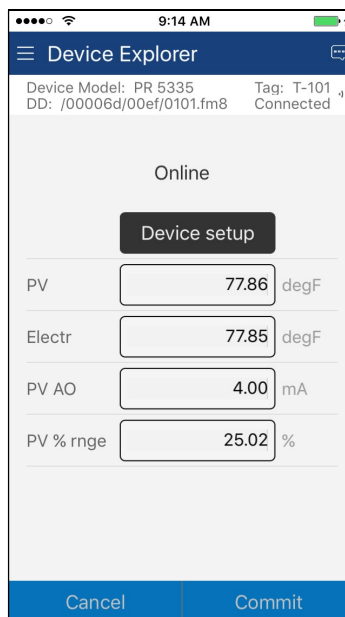 9:14 AM
Device Explorer
Device Model: PR 5335 Tag: T-101
DD: /00006d/00ef/0101.fm8 Connected
Online
Device setup
PV 77.86 degF
Electr 77.85 degF
PV AO 4.00 mA
PV % rnge 25.02 %
Cancel Commit